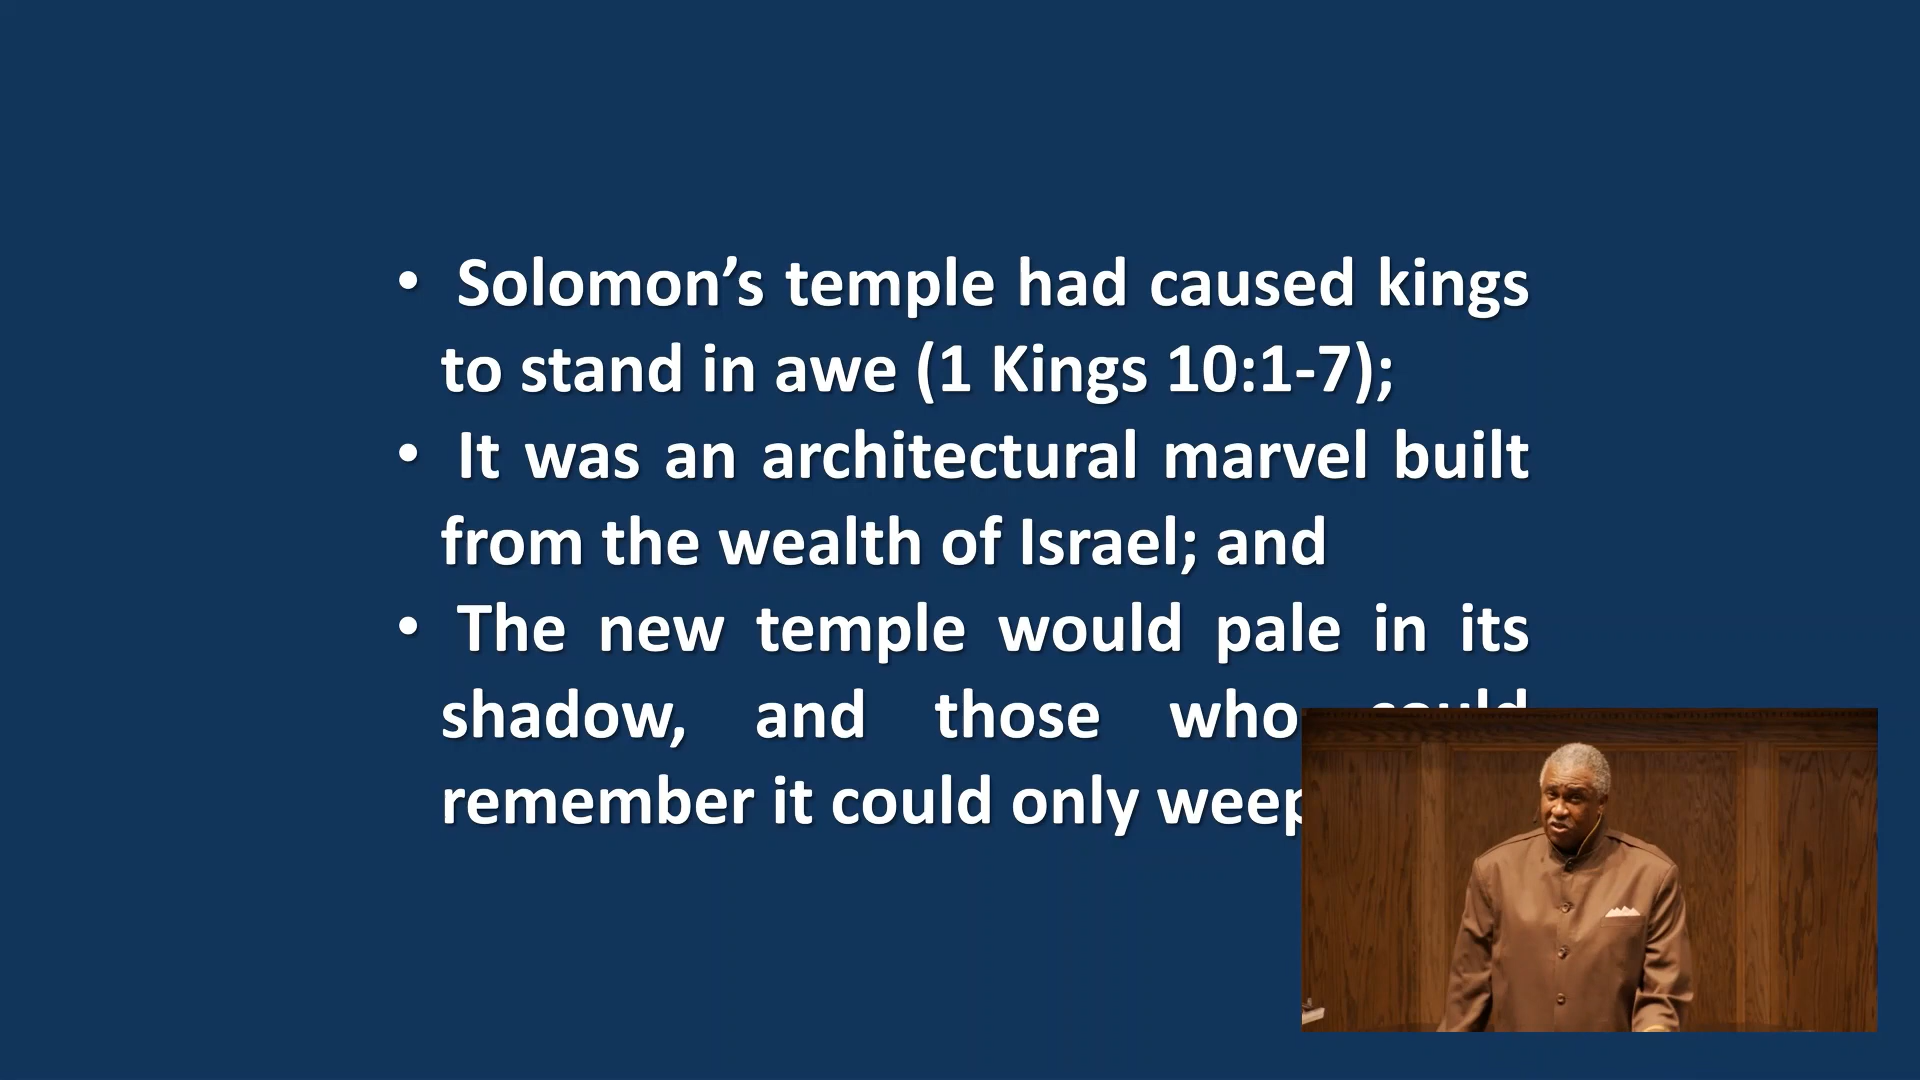 • Solomon’s temple had caused kings
to stand in awe (1 Kings 10:1-7);
• It was an architectural marvel built
from the wealth of Israel; and
• The new temple would pale in its
shadow, and those who could
remember it could only weep